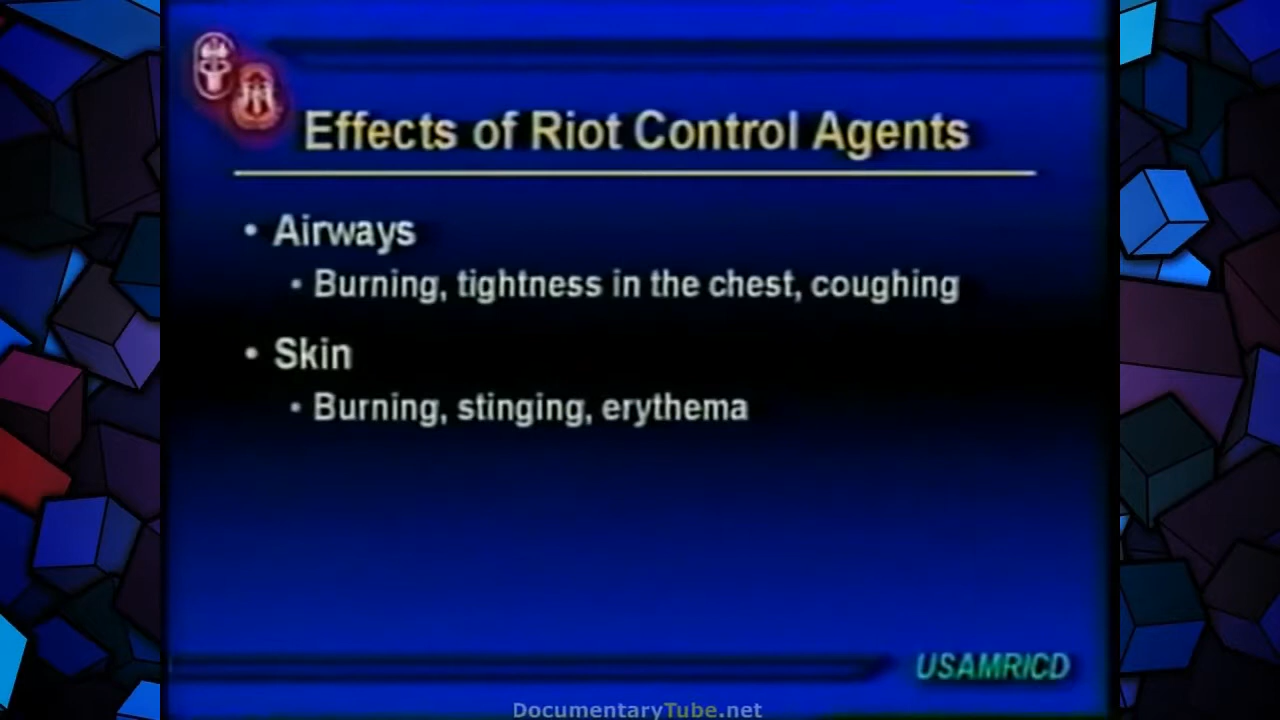 Effects of Riot Control Agents
• Airways
▪ Burning, tightness in the chest, coughing
• Skin
▪ Burning, stinging, erythema
USAMRICD
DocumentaryTube.net